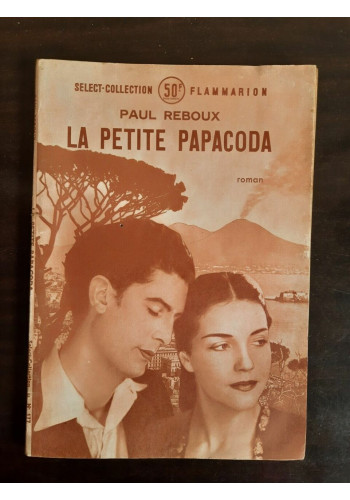 SELECT-COLLECTION 50F FLAMMARION
PAUL REBOUX
LA PETITE PAPACODA
roman